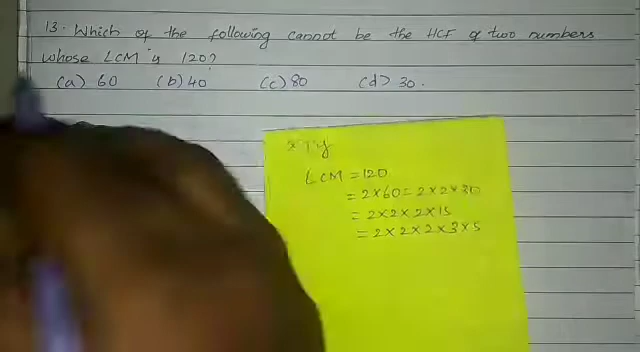 13. Which of the following cannot be the HCF of two numbers
whose LCM is 120?
(a) 60 (b) 40 (c) 80 (d) 30.
LCM = 120
= 2×60 = 2×2×30
= 2×2×2×15
= 2×2×2×3×5